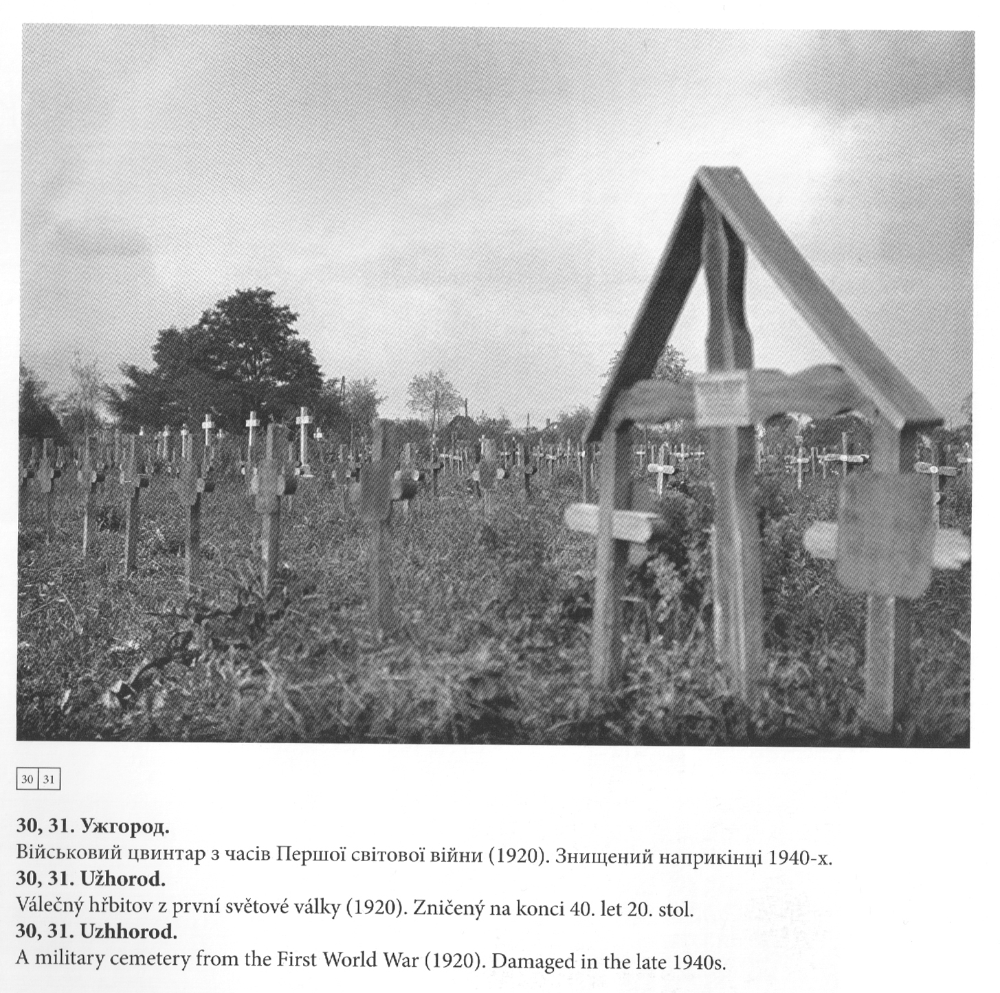 30 31
30, 31. Ужгород.
Військовий цвинтар з часів Першої світової війни (1920). Знищений наприкінці 1940-х.
30, 31. Užhorod.
Válečný hřbitov z první světové války (1920). Zničený na konci 40. let 20. stol.
30, 31. Uzhhorod.
A military cemetery from the First World War (1920). Damaged in the late 1940s.